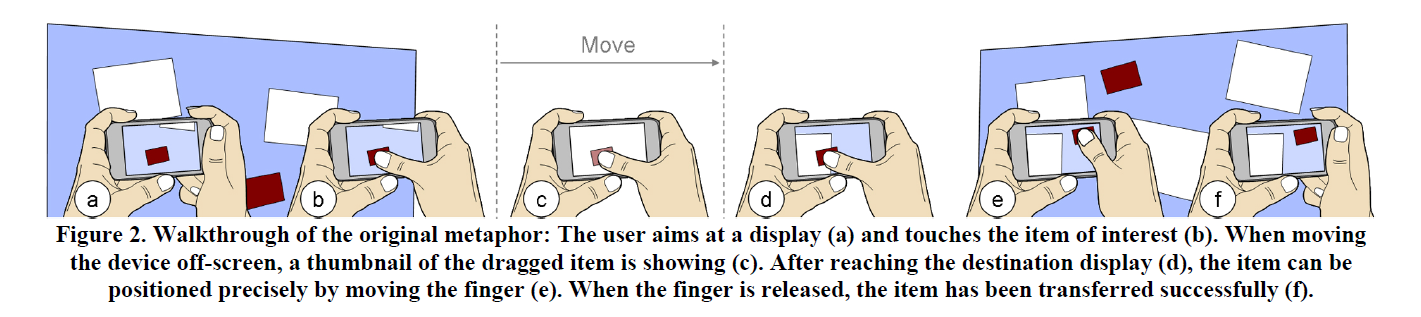 Move
a
b
c
d
e
f
Figure 2. Walkthrough of the original metaphor: The user aims at a display (a) and touches the item of interest (b). When moving
the device off-screen, a thumbnail of the dragged item is showing (c). After reaching the destination display (d), the item can be
positioned precisely by moving the finger (e). When the finger is released, the item has been transferred successfully (f).